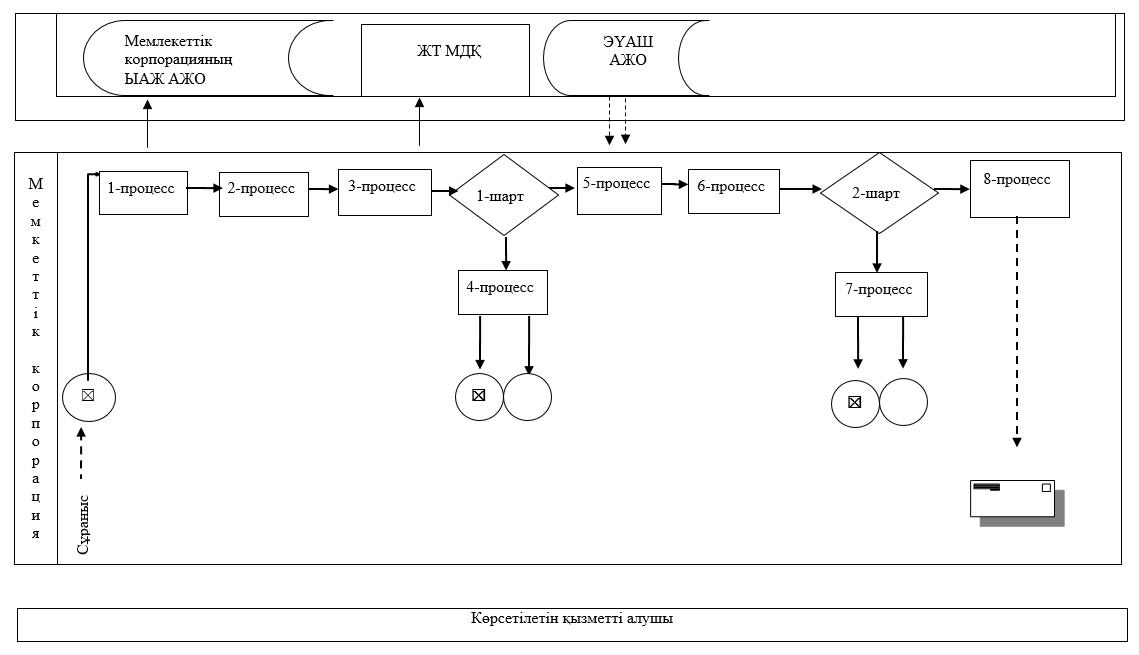 Мемлекеттік
корпорацияның
ЫАЖ АЖО
ЖТ МДҚ
ЭҮАШ
АЖО
Мемкеттік корпорация
1-процесс
2-процесс
3-процесс
1-шарт
5-процесс
6-процесс
2-шарт
8-процесс
4-процесс
7-процесс
Сұраныс
Көрсетілетін қызметті алушы